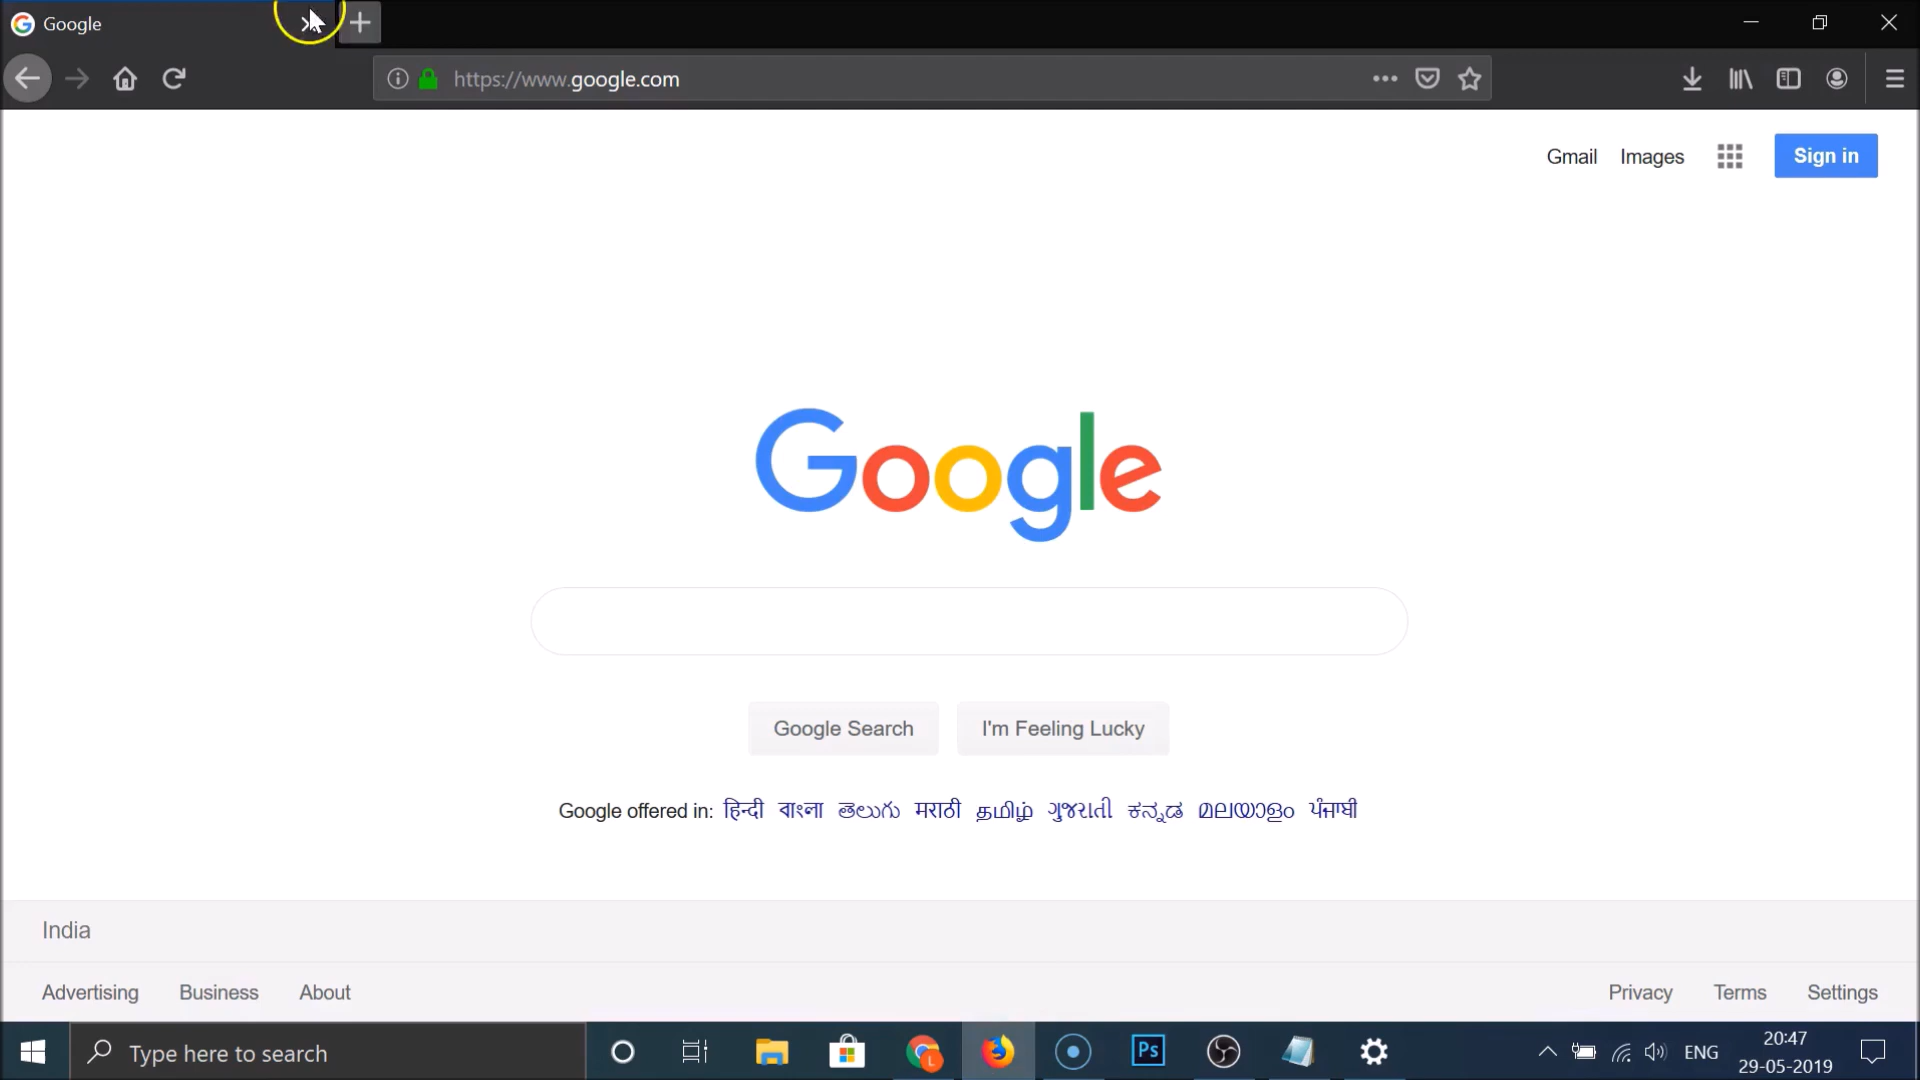 Google
https://www.google.com
Gmail Images Sign in
Google
Google Search I'm Feeling Lucky
Google offered in: हिन्दी বাংলা తెలుగు मराठी தமிழ் ગુજરાતી ಕನ್ನಡ മലയാളം ਪੰਜਾਬੀ
India
Advertising Business About Privacy Terms Settings
Type here to search L Ps ENG 20:47
29-05-2019